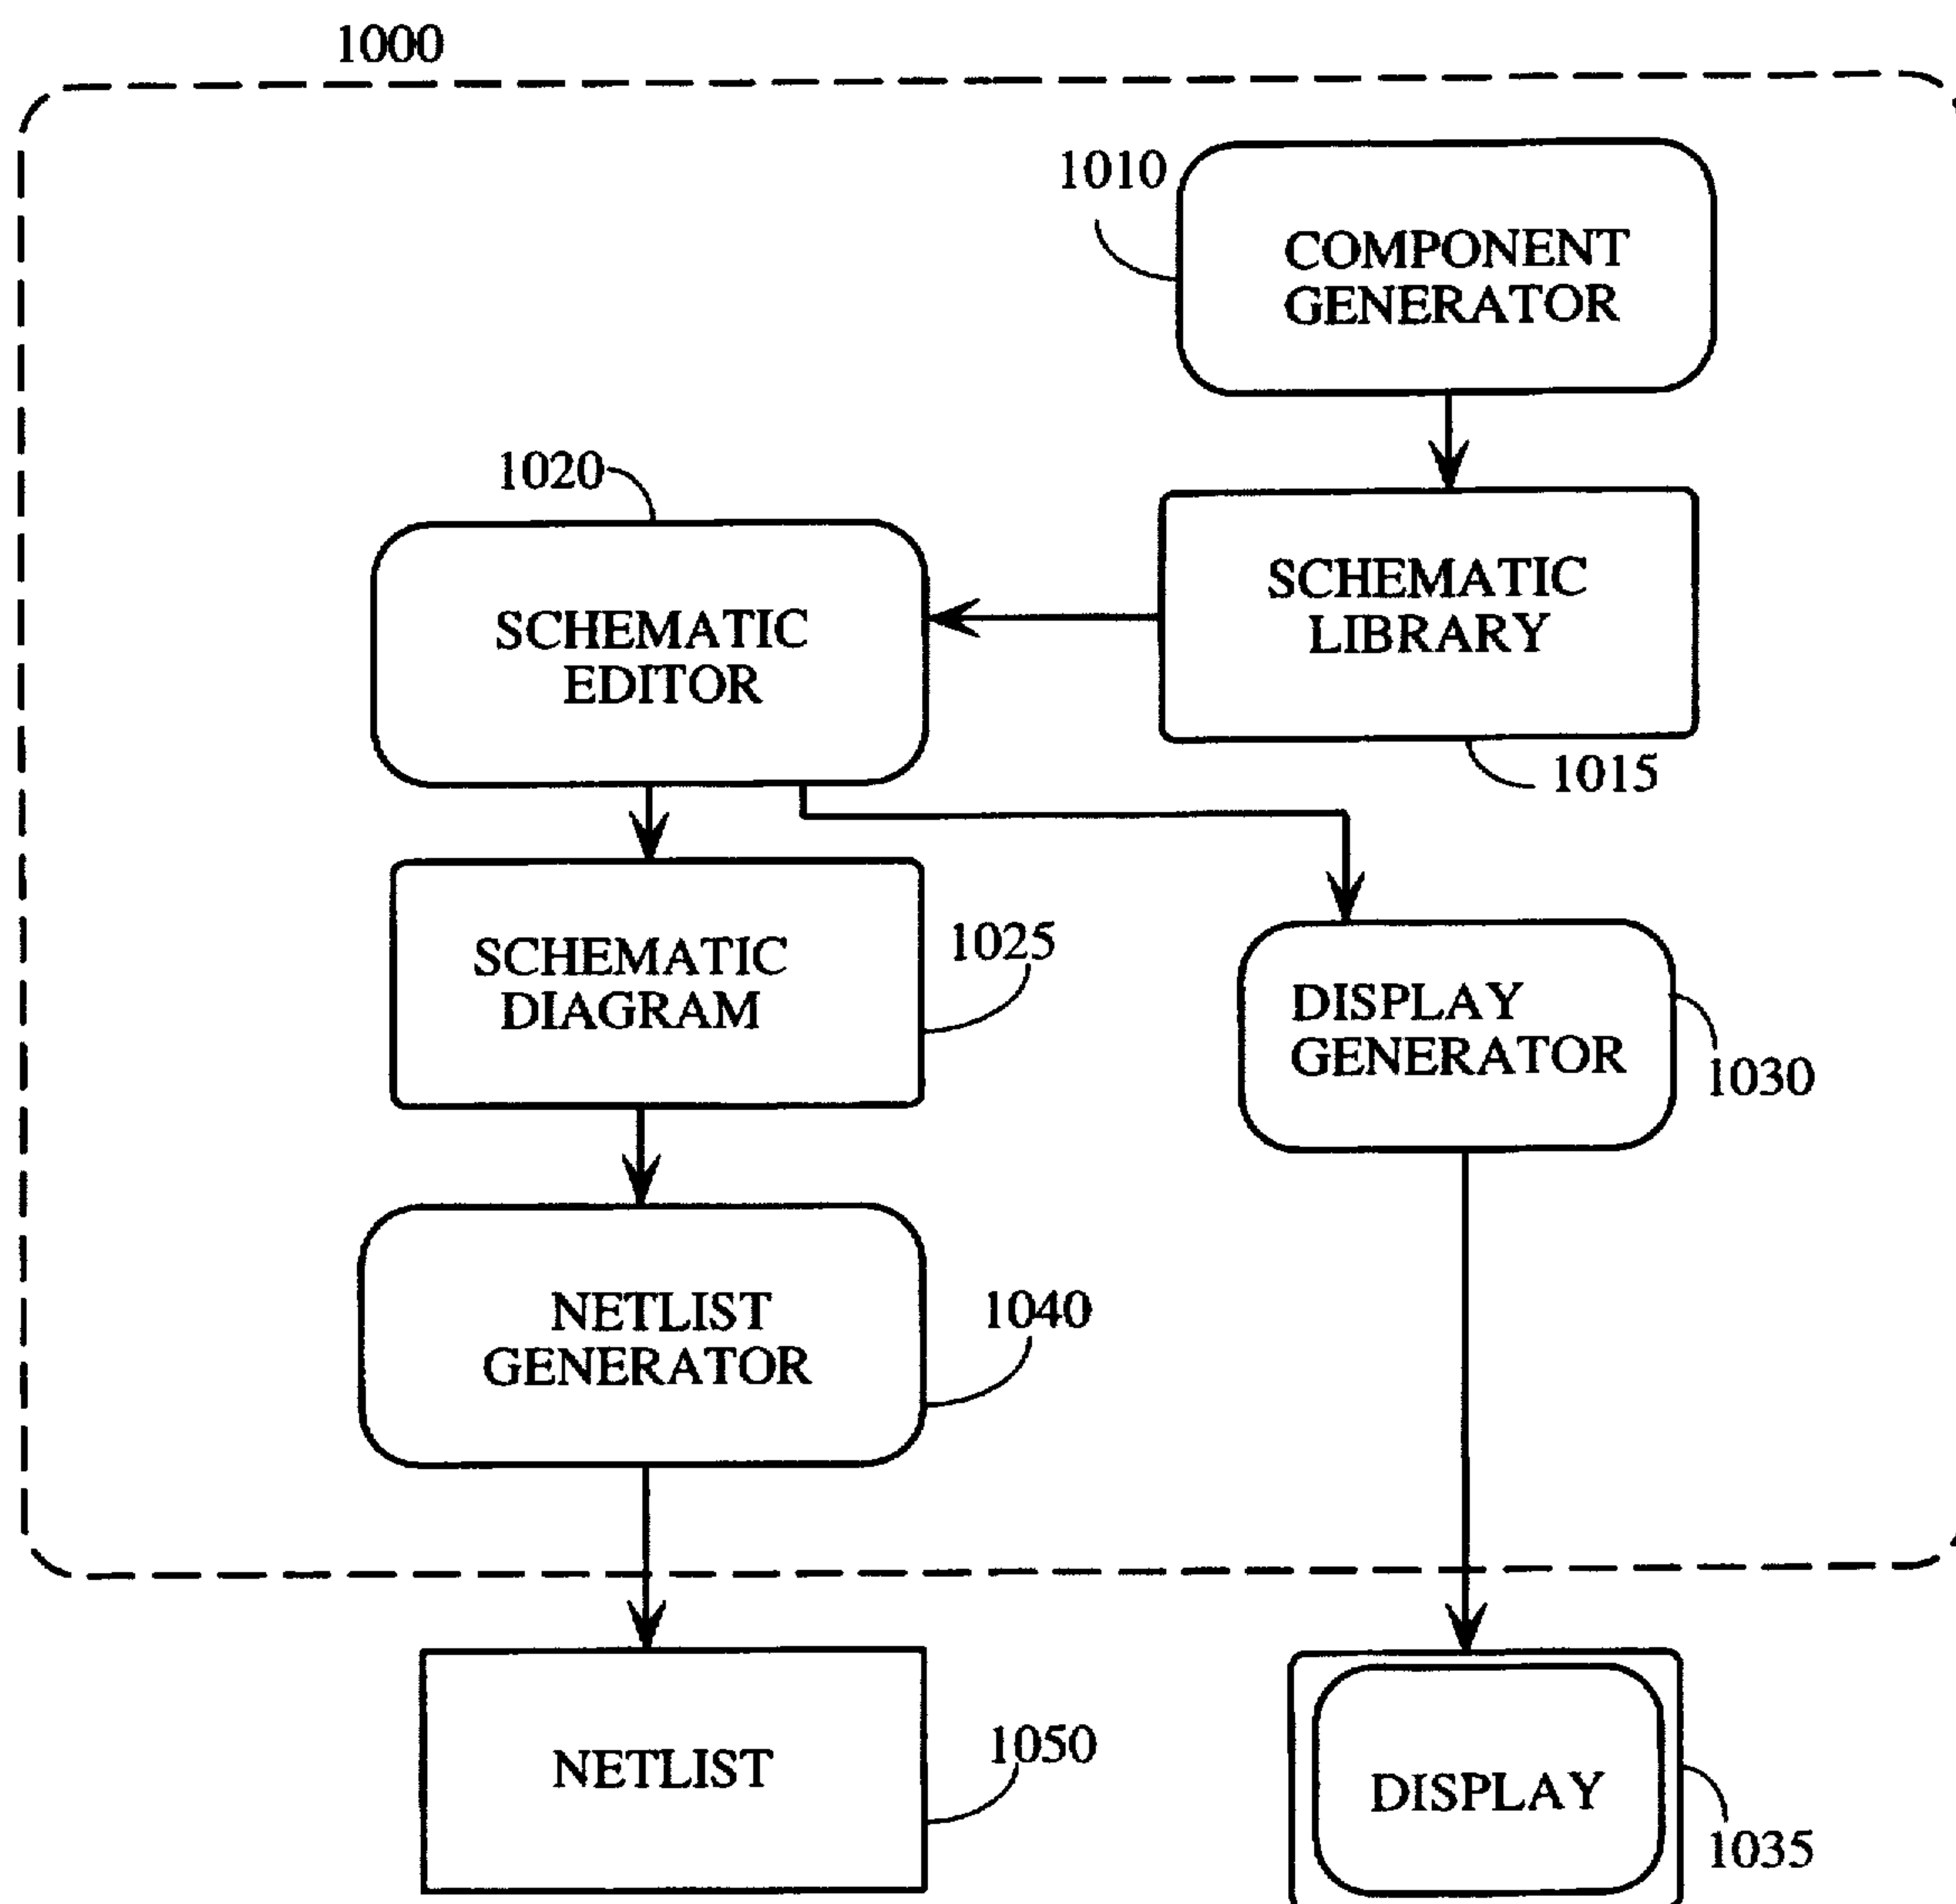 1000
1010
COMPONENT
GENERATOR
1020
SCHEMATIC
EDITOR
SCHEMATIC
LIBRARY
1015
SCHEMATIC
DIAGRAM
1025
DISPLAY
GENERATOR
1030
NETLIST
GENERATOR
1040
NETLIST
1050
DISPLAY
1035